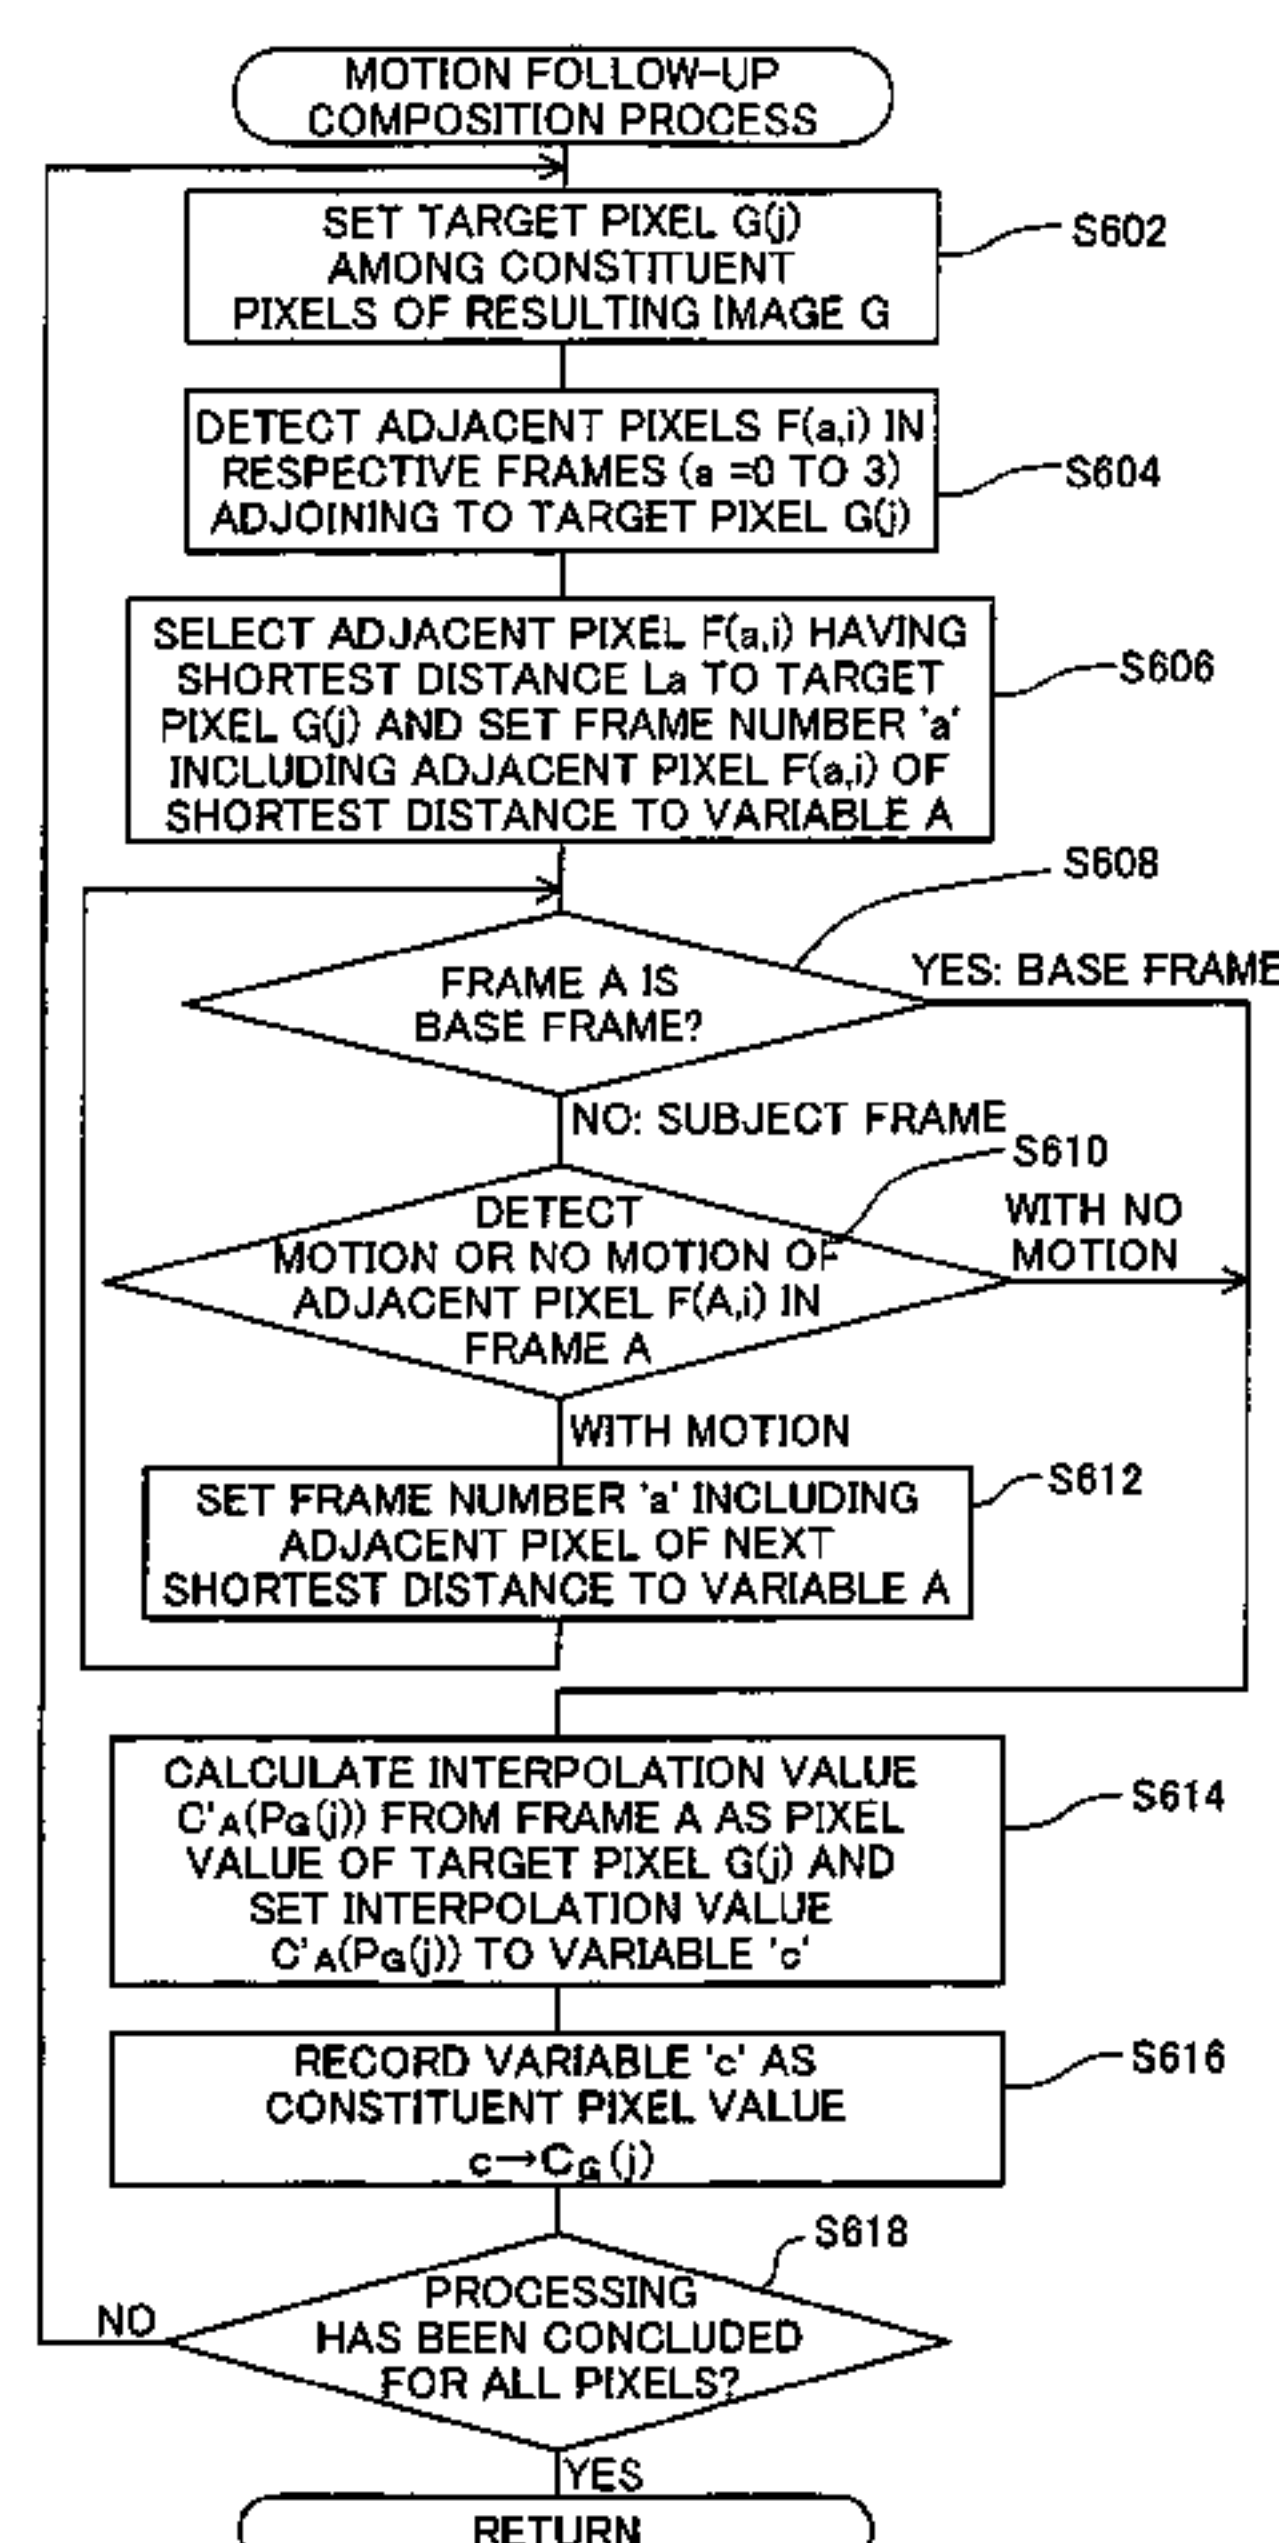 MOTION FOLLOW-UP
COMPOSITION PROCESS
SET TARGET PIXEL G(j)
AMONG CONSTITUENT
PIXELS OF RESULTING IMAGE G
S602
DETECT ADJACENT PIXELS F(a,i) IN
RESPECTIVE FRAMES (a =0 TO 3)
ADJOINING TO TARGET PIXEL G(j)
S604
SELECT ADJACENT PIXEL F(a,i) HAVING
SHORTEST DISTANCE La TO TARGET
PIXEL G(j) AND SET FRAME NUMBER 'a'
INCLUDING ADJACENT PIXEL F(a,i) OF
SHORTEST DISTANCE TO VARIABLE A
S606
S608
FRAME A IS
BASE FRAME?
YES: BASE FRAME
NO: SUBJECT FRAME
S610
DETECT
MOTION OR NO MOTION OF
ADJACENT PIXEL F(A,i) IN
FRAME A
WITH NO
MOTION
WITH MOTION
SET FRAME NUMBER 'a' INCLUDING
ADJACENT PIXEL OF NEXT
SHORTEST DISTANCE TO VARIABLE A
S612
CALCULATE INTERPOLATION VALUE
C'A(PG(j)) FROM FRAME A AS PIXEL
VALUE OF TARGET PIXEL G(j) AND
SET INTERPOLATION VALUE
C'A(PG(j)) TO VARIABLE 'c'
S614
RECORD VARIABLE 'c' AS
CONSTITUENT PIXEL VALUE
c→CG(j)
S616
S618
PROCESSING
HAS BEEN CONCLUDED
FOR ALL PIXELS?
NO
YES
RETURN